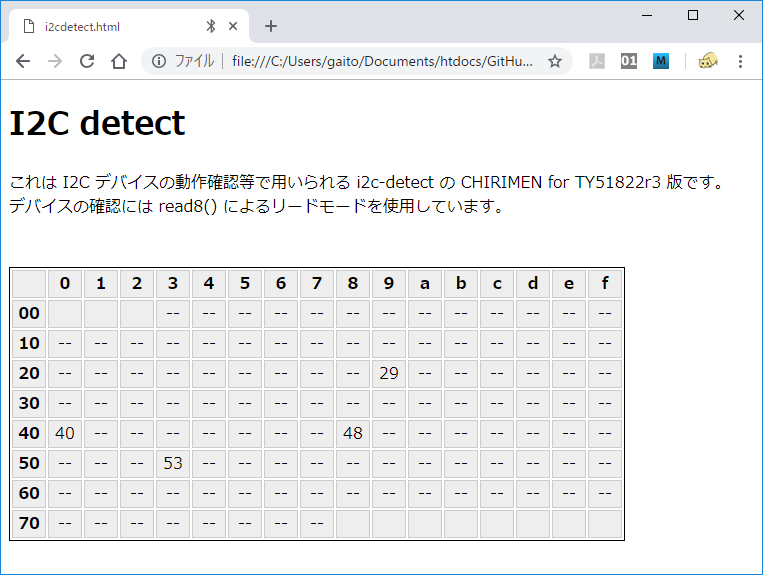 i2cdetect.html
ファイル file:///C:/Users/gaito/Documents/htdocs/GitHu...
01 M
I2C detect
これは I2C デバイスの動作確認等で用いられる i2c-detect の CHIRIMEN for TY51822r3 版です。
デバイスの確認には read8() によるリードモードを使用しています。
0 1 2 3 4 5 6 7 8 9 a b c d e f
00 -- -- -- -- -- -- -- -- -- -- -- -- --
10 -- -- -- -- -- -- -- -- -- -- -- -- -- -- -- --
20 -- -- -- -- -- -- -- -- -- 29 -- -- -- -- -- --
30 -- -- -- -- -- -- -- -- -- -- -- -- -- -- -- --
40 40 -- -- -- -- -- -- -- 48 -- -- -- -- -- -- --
50 -- -- -- 53 -- -- -- -- -- -- -- -- -- -- -- --
60 -- -- -- -- -- -- -- -- -- -- -- -- -- -- -- --
70 -- -- -- -- -- -- -- --